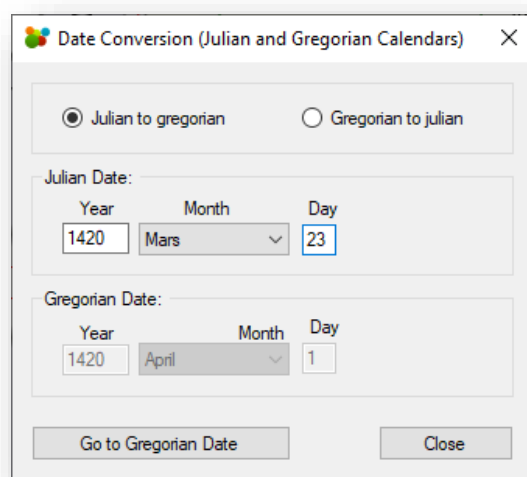 Date Conversion (Julian and Gregorian Calendars)
Julian to gregorian Gregorian to julian
Julian Date:
Year Month Day
1420 Mars 23
Gregorian Date:
Year Month Day
1420 April 1
Go to Gregorian Date Close